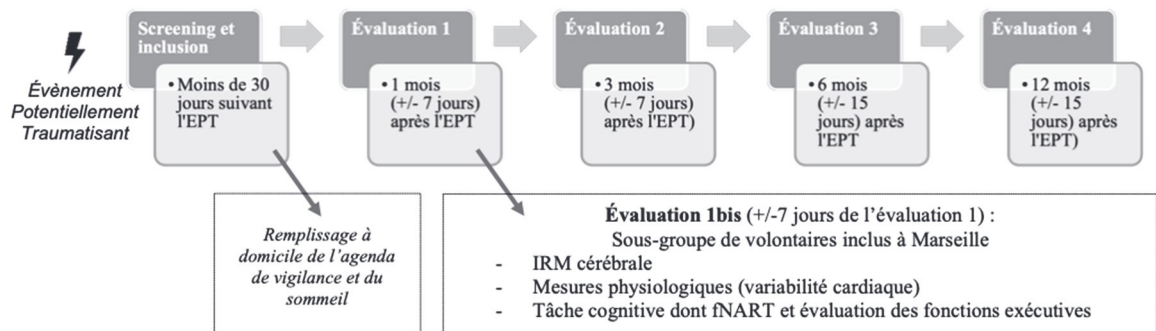 Évènement
Potentiellement
Traumatisant
Screening et
inclusion
• Moins de 30
jours suivant
l'EPT
Évaluation 1
• 1 mois
(+/- 7 jours)
après l'EPT
Évaluation 2
• 3 mois
(+/- 7 jours)
après l'EPT)
Évaluation 3
• 6 mois
(+/- 15
jours) après
l'EPT
Évaluation 4
• 12 mois
(+/- 15
jours) après
l'EPT)
Remplissage à
domicile de l'agenda
de vigilance et du
sommeil
Évaluation 1bis (+/-7 jours de l'évaluation 1) :
Sous-groupe de volontaires inclus à Marseille
- IRM cérébrale
- Mesures physiologiques (variabilité cardiaque)
- Tâche cognitive dont fNART et évaluation des fonctions exécutives